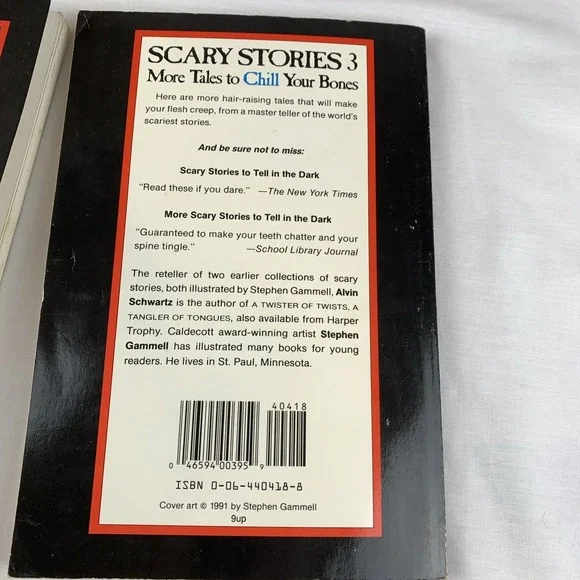 SCARY STORIES 3
More Tales to Chill Your Bones
Here are more hair-raising tales that will make
your flesh creep, from a master teller of the world's
scariest stories.
And be sure not to miss:
Scary Stories to Tell in the Dark
"Read these if you dare." —The New York Times
More Scary Stories to Tell in the Dark
"Guaranteed to make your teeth chatter and your
spine tingle." —School Library Journal
The reteller of two earlier collections of scary
stories, both illustrated by Stephen Gammell, Alvin
Schwartz is the author of A TWISTER OF TWISTS, A
TANGLER OF TONGUES, also available from Harper
Trophy. Caldecott award-winning artist Stephen
Gammell has illustrated many books for young
readers. He lives in St. Paul, Minnesota.
40418
0 46594 00395 9
ISBN 0-06-440418-8
Cover art © 1991 by Stephen Gammell
9up